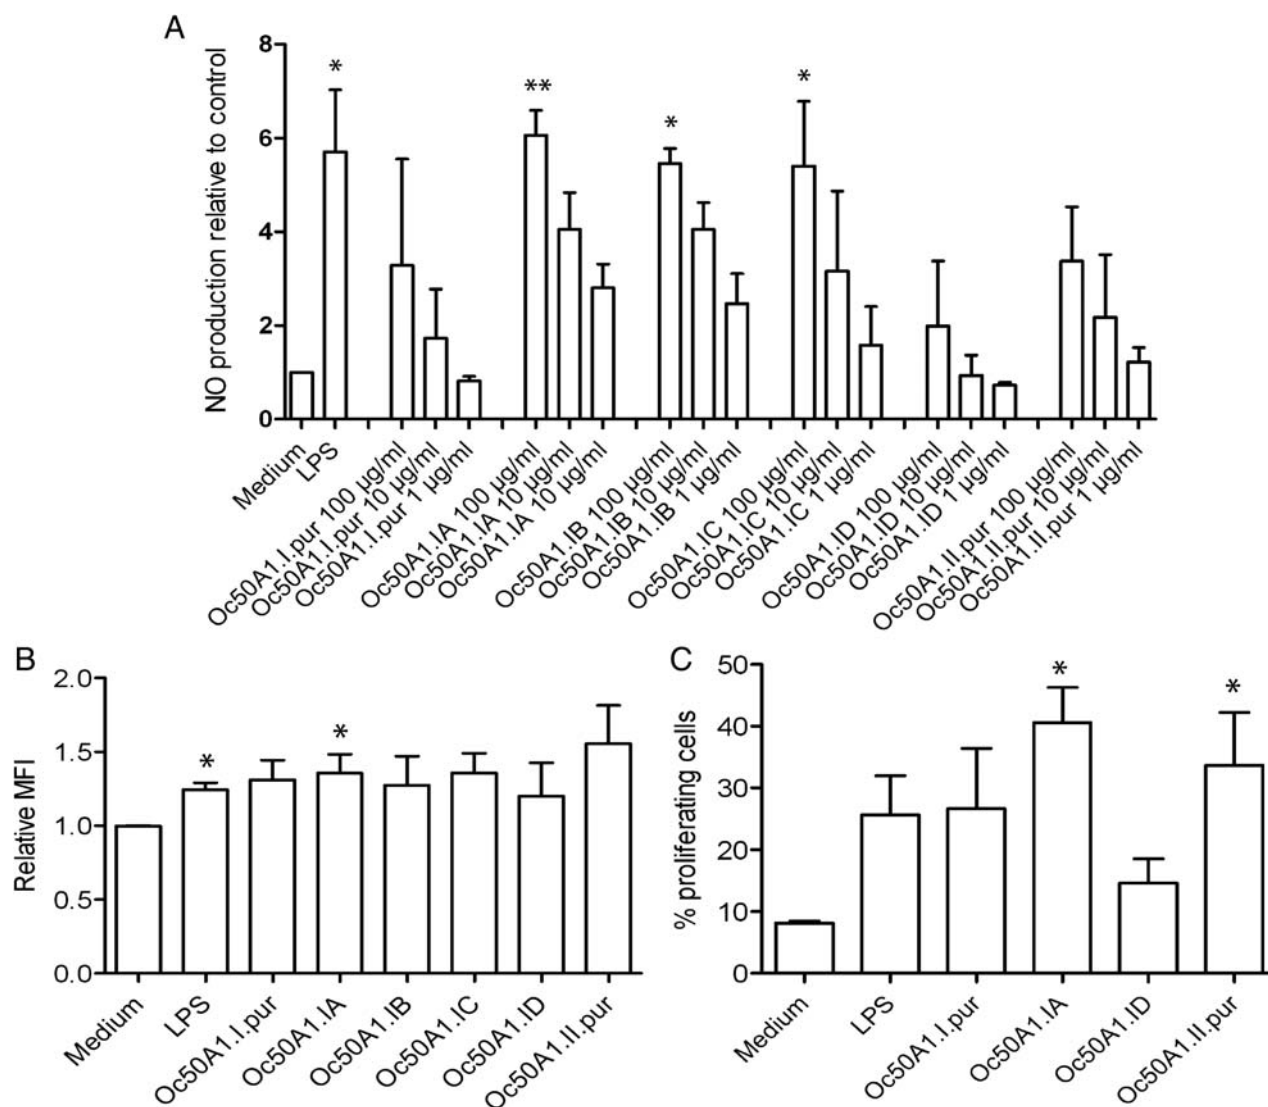 A
NO production relative to control
8
6
4
2
0
*
**
*
*
Medium
LPS
Oc50A1.I.pur 100 µg/ml
Oc50A1.I.pur 10 µg/ml
Oc50A1.I.pur 1 µg/ml
Oc50A1.IA 100 µg/ml
Oc50A1.IA 10 µg/ml
Oc50A1.IA 10 µg/ml
Oc50A1.IB 100 µg/ml
Oc50A1.IB 10 µg/ml
Oc50A1.IB 1 µg/ml
Oc50A1.IC 100 µg/ml
Oc50A1.IC 10 µg/ml
Oc50A1.IC 1 µg/ml
Oc50A1.ID 100 µg/ml
Oc50A1.ID 10 µg/ml
Oc50A1.ID 1 µg/ml
Oc50A1.II.pur 100 µg/ml
Oc50A1.II.pur 10 µg/ml
Oc50A1.II.pur 1 µg/ml
B
Relative MFI
2.0
1.5
1.0
0.5
0.0
*
*
Medium
LPS
Oc50A1.I.pur
Oc50A1.IA
Oc50A1.IB
Oc50A1.IC
Oc50A1.ID
Oc50A1.II.pur
C
% proliferating cells
50
40
30
20
10
0
*
*
Medium
LPS
Oc50A1.I.pur
Oc50A1.IA
Oc50A1.ID
Oc50A1.II.pur